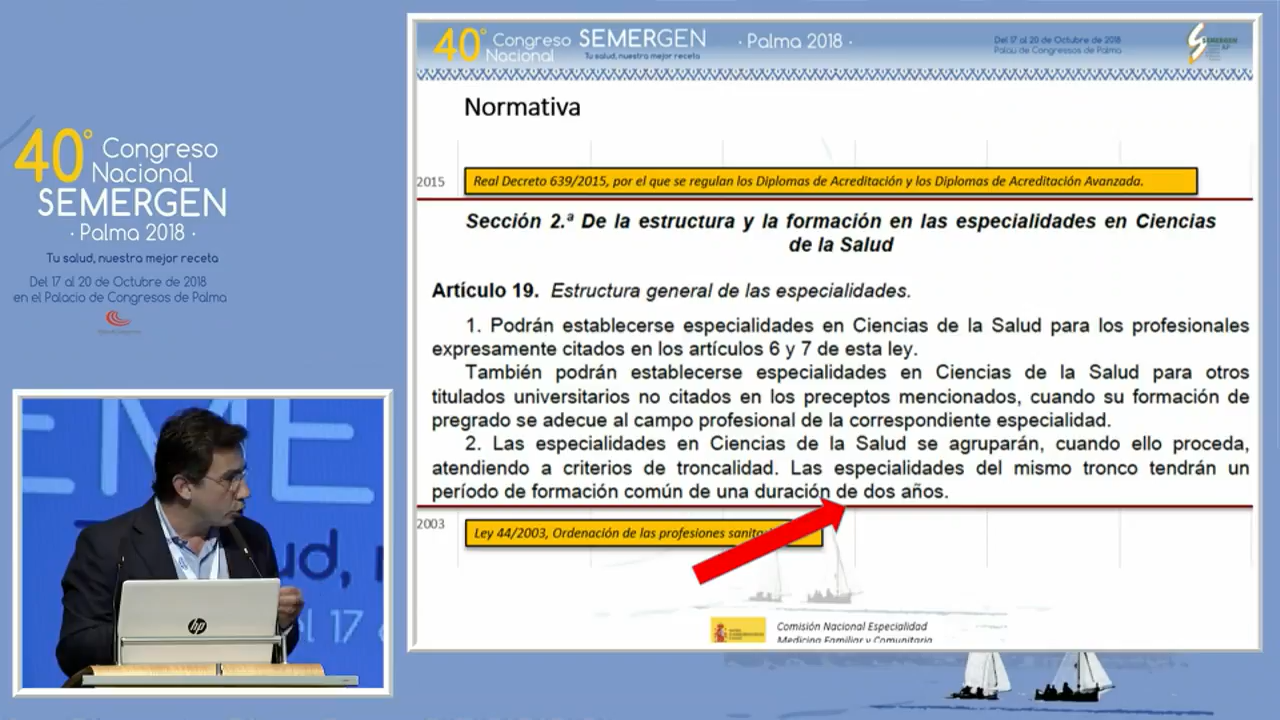 40° Congreso
Nacional
SEMERGEN
· Palma 2018 ·
Tu salud, nuestra mejor receta
Del 17 al 20 de Octubre de 2018
en el Palacio de Congresos de Palma
EME
ud,
l 17
hp
40° Congreso
Nacional
SEMERGEN
Tu salud, nuestra mejor receta
· Palma 2018 ·
Del 17 al 20 de Octubre de 2018
Palau de Congressos de Palma
SEMERGEN
Normativa
2015
Real Decreto 639/2015, por el que se regulan los Diplomas de Acreditación y los Diplomas de Acreditación Avanzada.
Sección 2.ª De la estructura y la formación en las especialidades en Ciencias
de la Salud
Artículo 19. Estructura general de las especialidades.
1. Podrán establecerse especialidades en Ciencias de la Salud para los profesionales
expresamente citados en los artículos 6 y 7 de esta ley.
También podrán establecerse especialidades en Ciencias de la Salud para otros
titulados universitarios no citados en los preceptos mencionados, cuando su formación de
pregrado se adecue al campo profesional de la correspondiente especialidad.
2. Las especialidades en Ciencias de la Salud se agruparán, cuando ello proceda,
atendiendo a criterios de troncalidad. Las especialidades del mismo tronco tendrán un
período de formación común de una duración de dos años.
2003
Ley 44/2003, Ordenación de las profesiones sanit
Comisión Nacional Especialidad
Medicina Familiar y Comunitaria